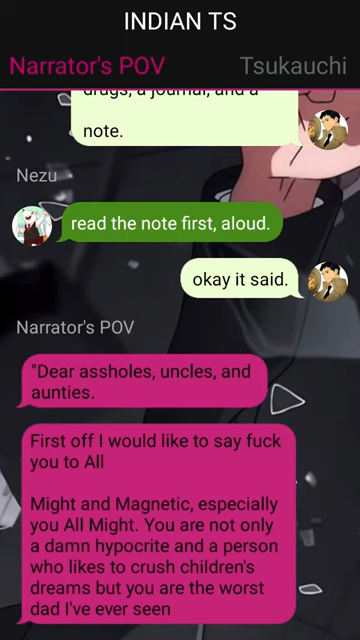 INDIAN TS
Narrator's POV
Tsukauchi
drugs, a journal, and a
note.
Nezu
read the note first, aloud.
okay it said.
Narrator's POV
"Dear assholes, uncles, and
aunties.
First off I would like to say fuck
you to All
Might and Magnetic, especially
you All Might. You are not only
a damn hypocrite and a person
who likes to crush children's
dreams but you are the worst
dad I've ever seen